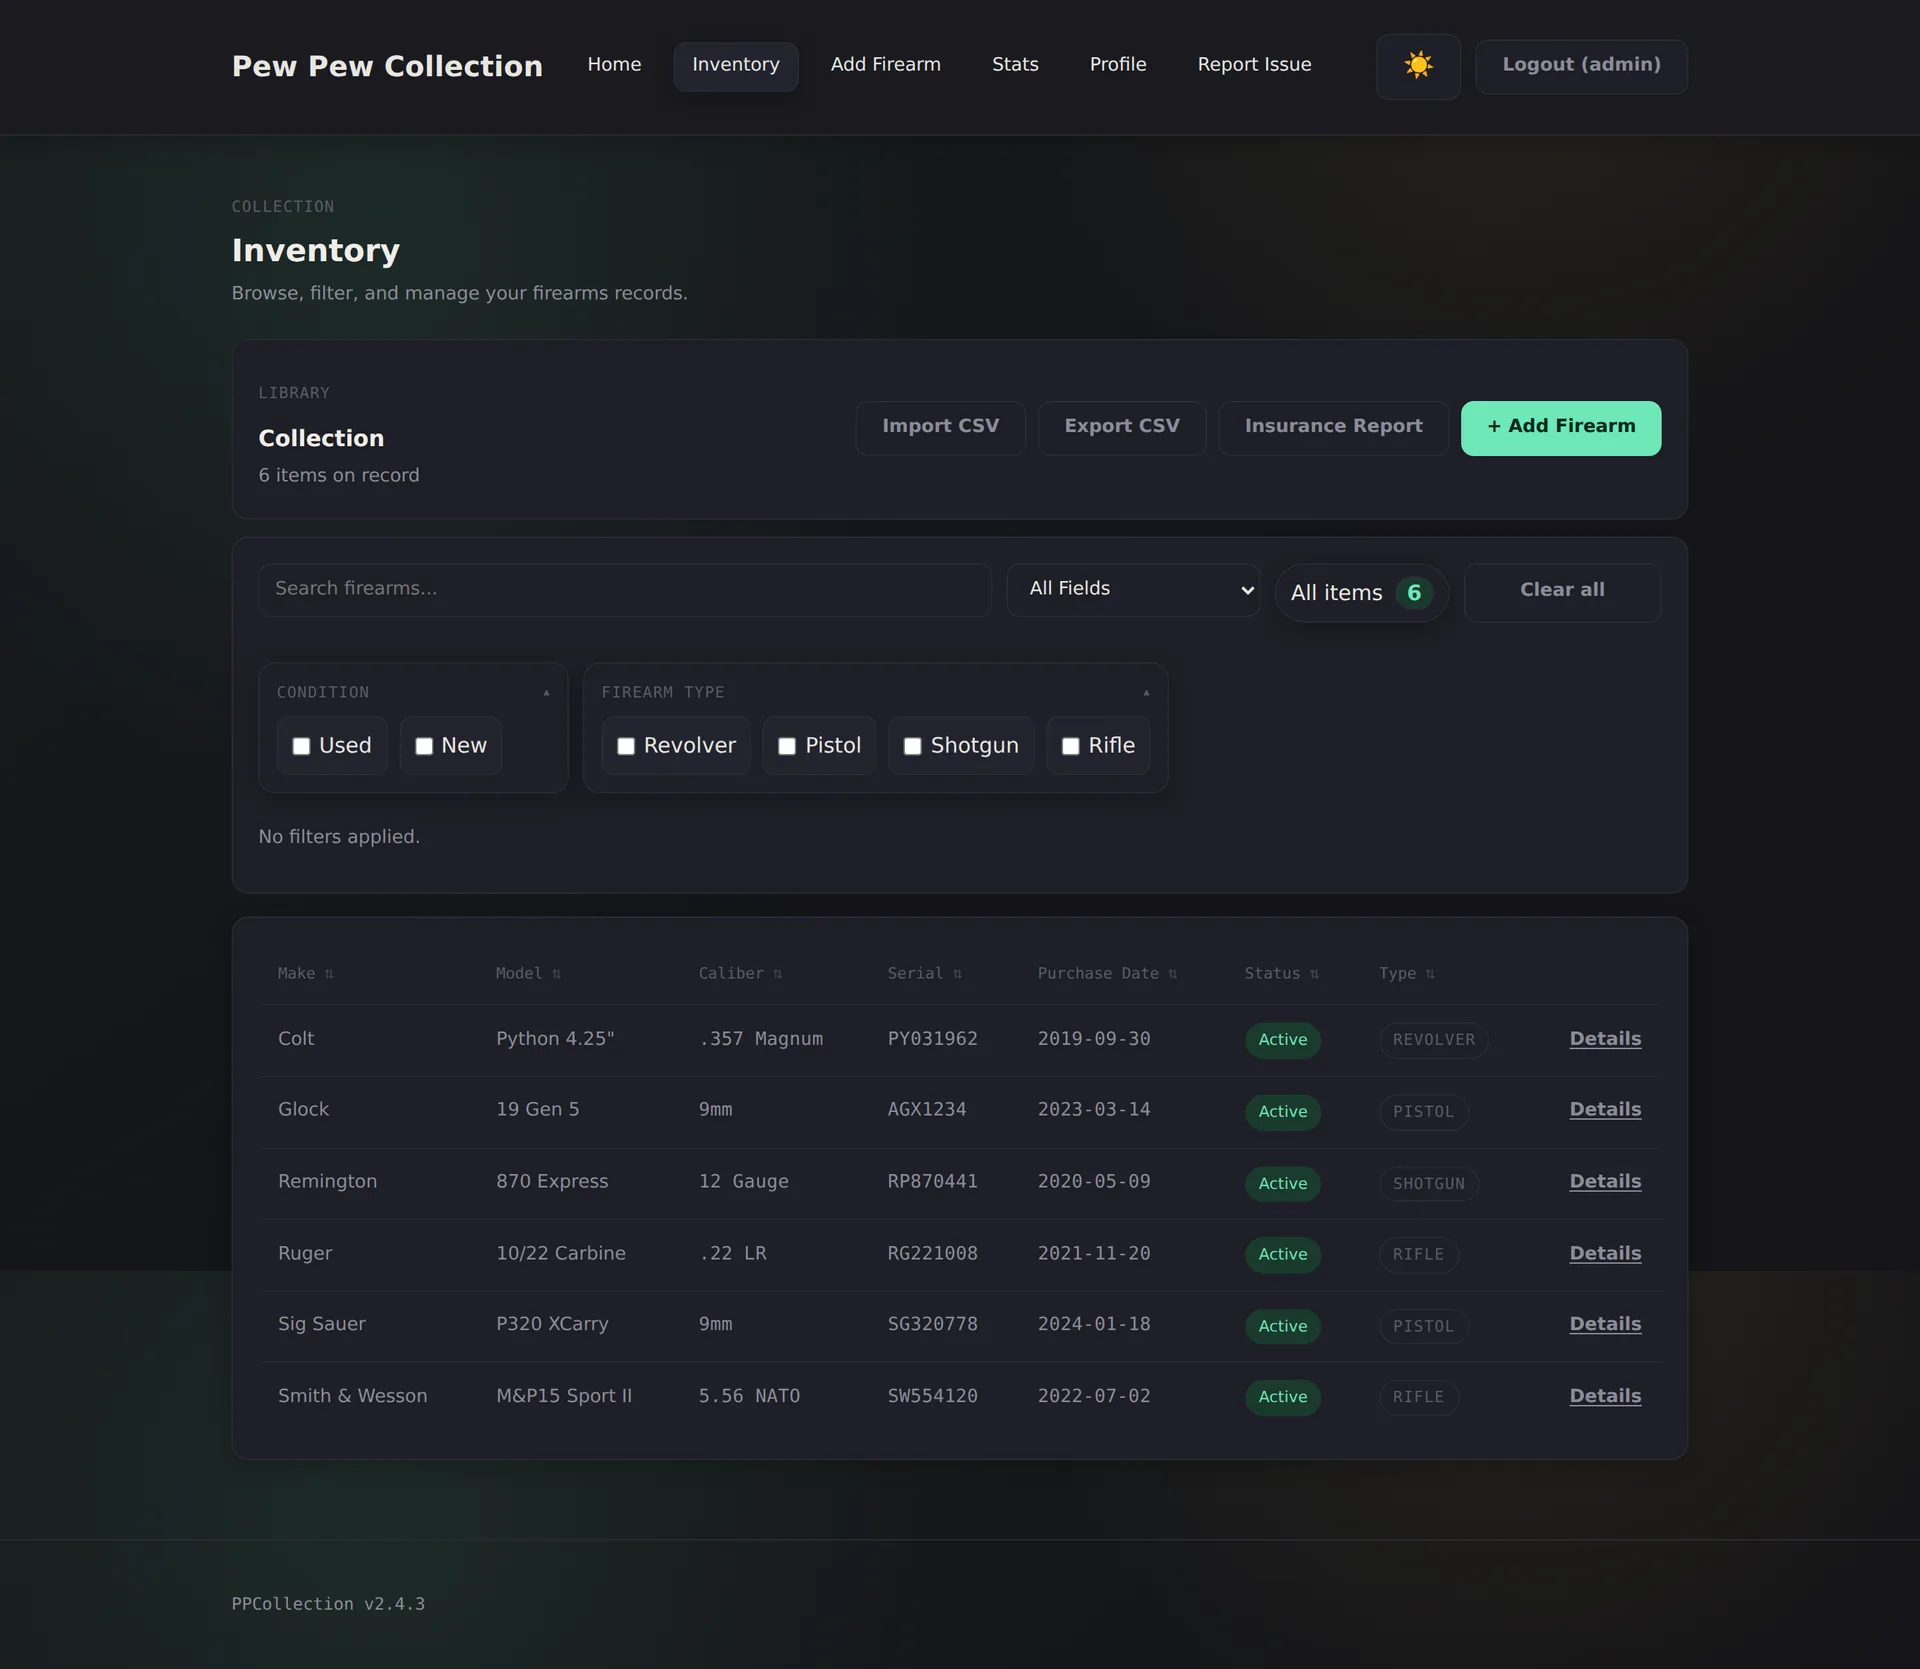 Pew Pew Collection Home Inventory Add Firearm Stats Profile Report Issue Logout (admin)
COLLECTION
Inventory
Browse, filter, and manage your firearms records.
LIBRARY
Collection
6 items on record
Import CSV Export CSV Insurance Report + Add Firearm
Search firearms... All Fields All items 6 Clear all
CONDITION
Used New
FIREARM TYPE
Revolver Pistol Shotgun Rifle
No filters applied.
Make Model Caliber Serial Purchase Date Status Type
Colt Python 4.25" .357 Magnum PY031962 2019-09-30 Active REVOLVER Details
Glock 19 Gen 5 9mm AGX1234 2023-03-14 Active PISTOL Details
Remington 870 Express 12 Gauge RP870441 2020-05-09 Active SHOTGUN Details
Ruger 10/22 Carbine .22 LR RG221008 2021-11-20 Active RIFLE Details
Sig Sauer P320 XCarry 9mm SG320778 2024-01-18 Active PISTOL Details
Smith & Wesson M&P15 Sport II 5.56 NATO SW554120 2022-07-02 Active RIFLE Details
PPCollection v2.4.3